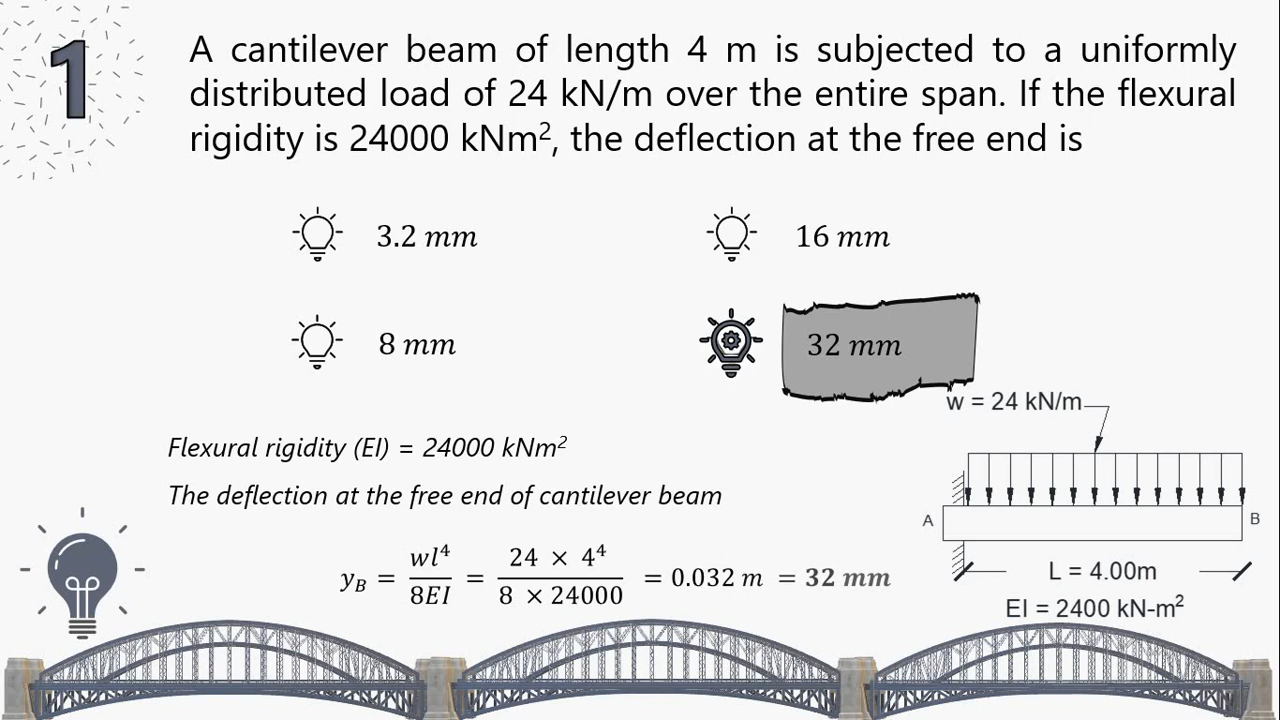 1
A cantilever beam of length 4 m is subjected to a uniformly
distributed load of 24 kN/m over the entire span. If the flexural
rigidity is 24000 kNm², the deflection at the free end is
3.2 mm
16 mm
8 mm
32 mm
w = 24 kN/m
Flexural rigidity (EI) = 24000 kNm²
The deflection at the free end of cantilever beam
A
B
y_B = wl⁴/8EI = 24 × 4⁴/8 × 24000 = 0.032 m = 32 mm
L = 4.00m
EI = 2400 kN-m²